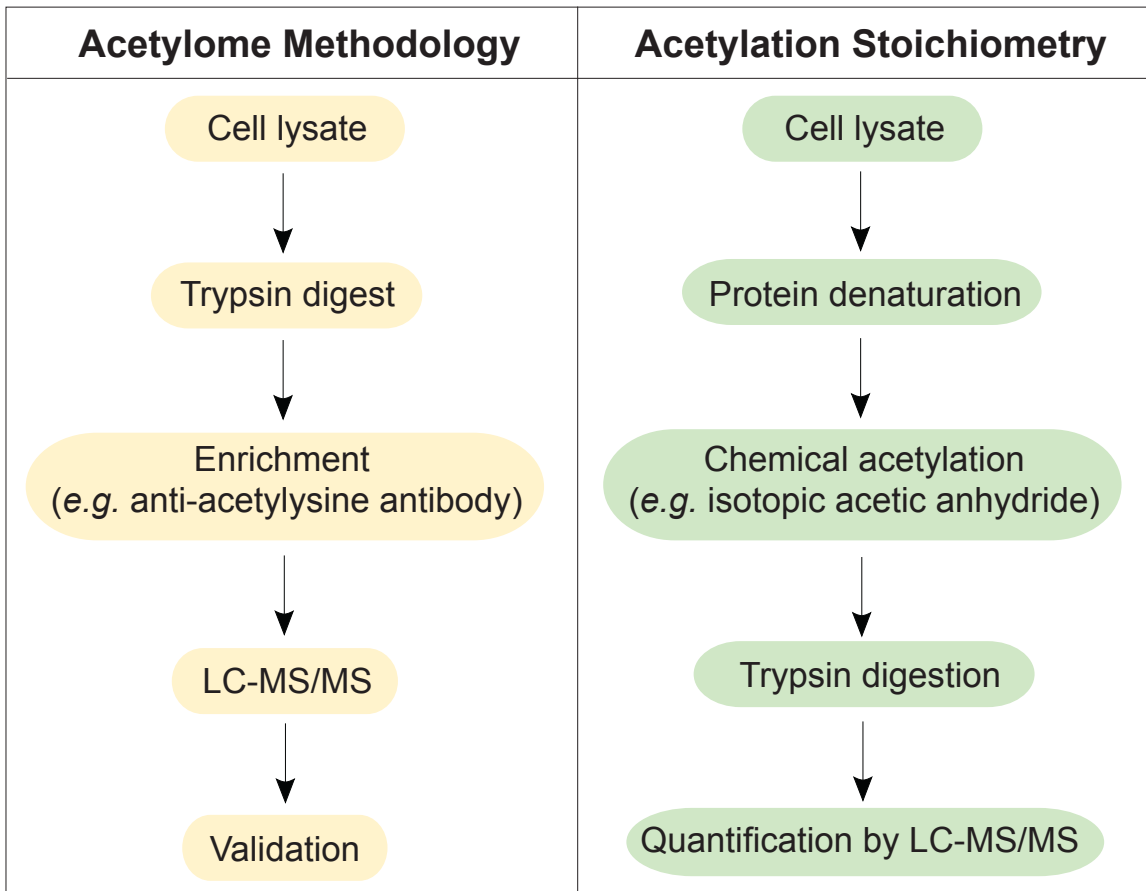 Acetylome Methodology
Cell lysate
Trypsin digest
Enrichment
(e.g. anti-acetylysine antibody)
LC-MS/MS
Validation
Acetylation Stoichiometry
Cell lysate
Protein denaturation
Chemical acetylation
(e.g. isotopic acetic anhydride)
Trypsin digestion
Quantification by LC-MS/MS